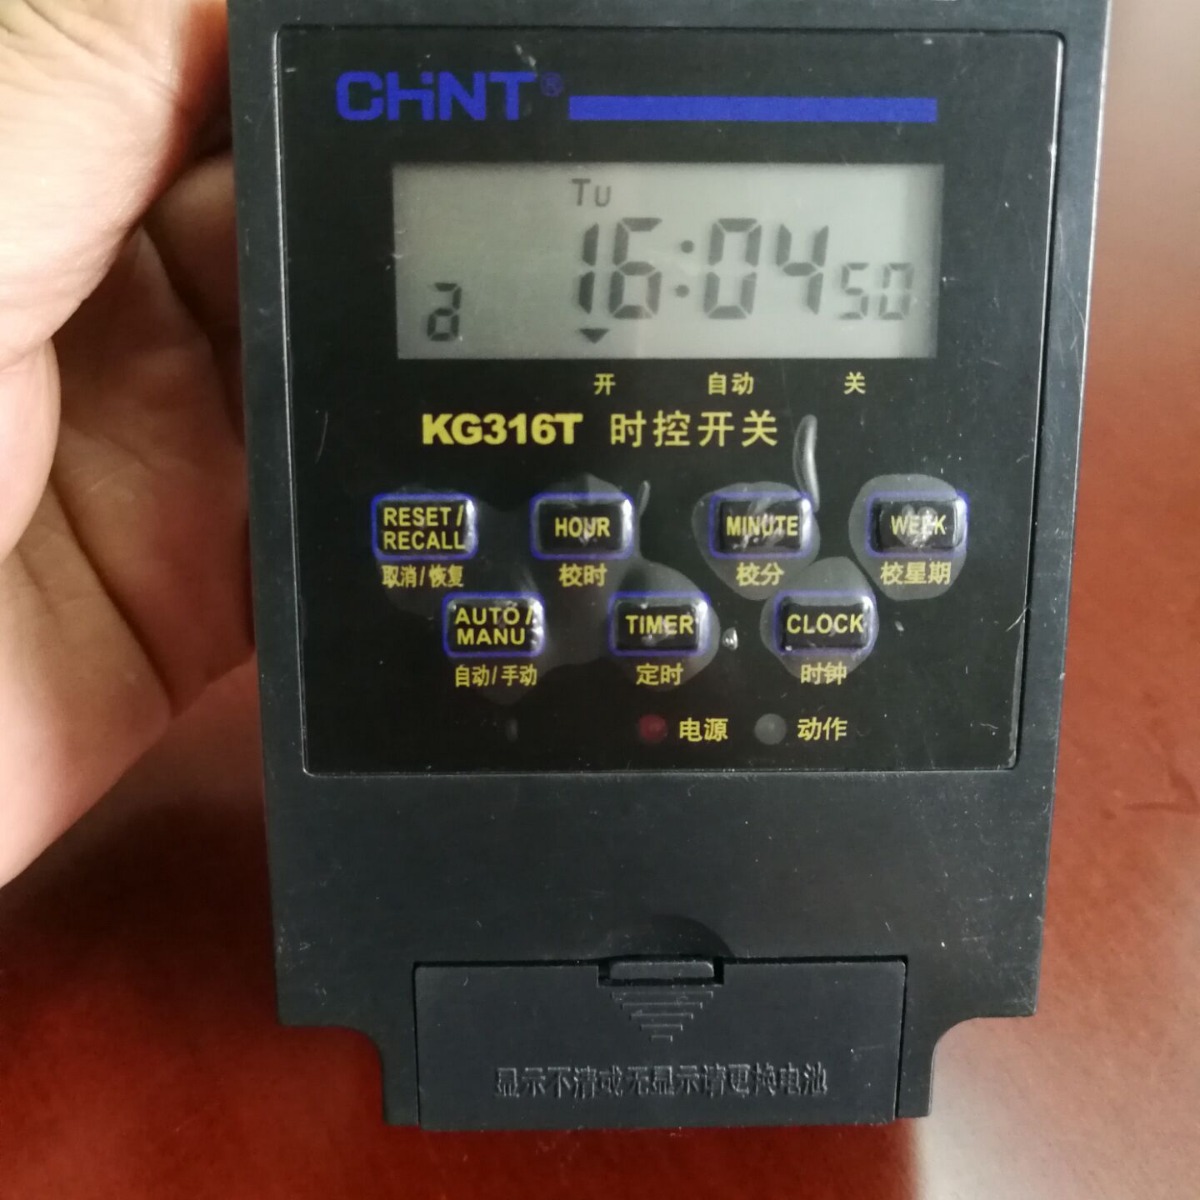 CHNT®
TU
16:04 50
a
开 自动 关
KG316T 时控开关
RESET/ RECALL HOUR MINUTE WEEK
取消/恢复 校时 校分 校星期
AUTO/ MANU TIMER CLOCK
自动/手动 定时 时钟
电源 动作
显示不清或无显示请更换电池